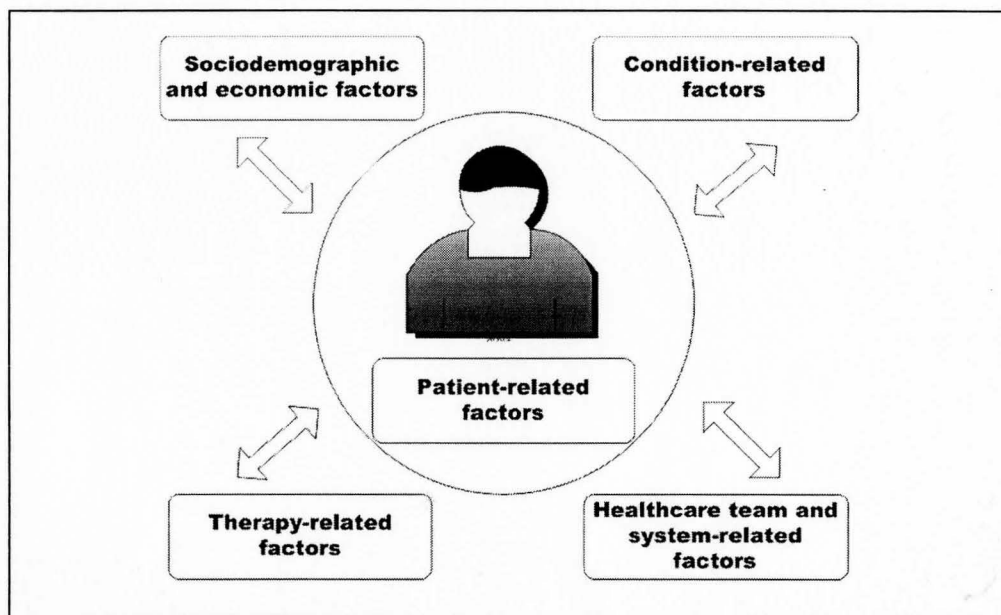 Sociodemographic
and economic factors
Condition-related
factors
Patient-related
factors
Therapy-related
factors
Healthcare team and
system-related
factors